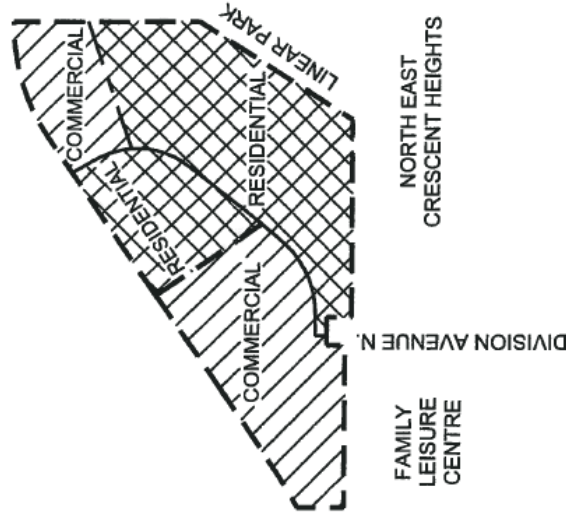 COMMERCIAL
LINEAR PARK
RESIDENTIAL
RESIDENTIAL
COMMERCIAL
NORTH EAST
CRESCENT HEIGHTS
DIVISION AVENUE N.
FAMILY
LEISURE
CENTRE